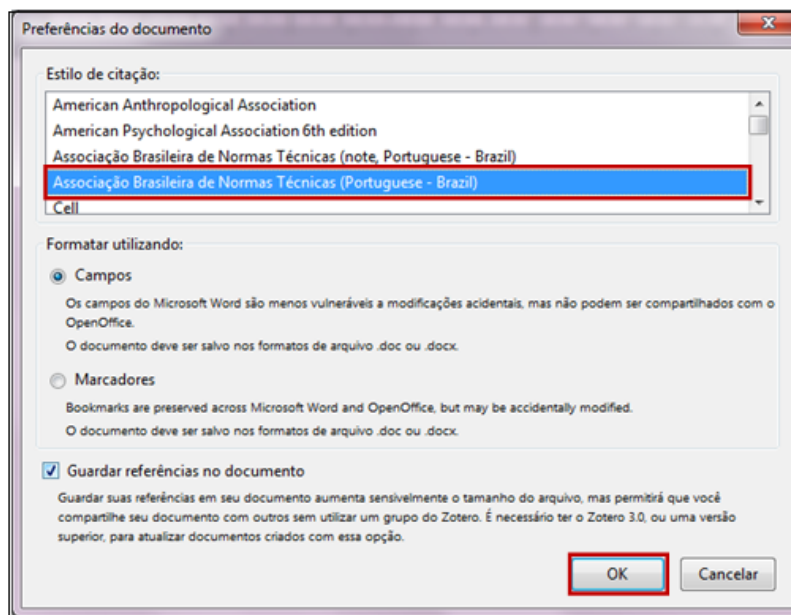 Preferências do documento
Estilo de citação:
American Anthropological Association
American Psychological Association 6th edition
Associação Brasileira de Normas Técnicas (note, Portuguese - Brazil)
Associação Brasileira de Normas Técnicas (Portuguese - Brazil)
Cell
Formatar utilizando:
Campos
Os campos do Microsoft Word são menos vulneráveis a modificações acidentais, mas não podem ser compartilhados com o
OpenOffice.
O documento deve ser salvo nos formatos de arquivo .doc ou .docx.
Marcadores
Bookmarks are preserved across Microsoft Word and OpenOffice, but may be accidentally modified.
O documento deve ser salvo nos formatos de arquivo .doc ou .docx.
Guardar referências no documento
Guardar suas referências em seu documento aumenta sensivelmente o tamanho do arquivo, mas permitirá que você
compartilhe seu documento com outros sem utilizar um grupo do Zotero. É necessário ter o Zotero 3.0, ou uma versão
superior, para atualizar documentos criados com essa opção.
OK
Cancelar